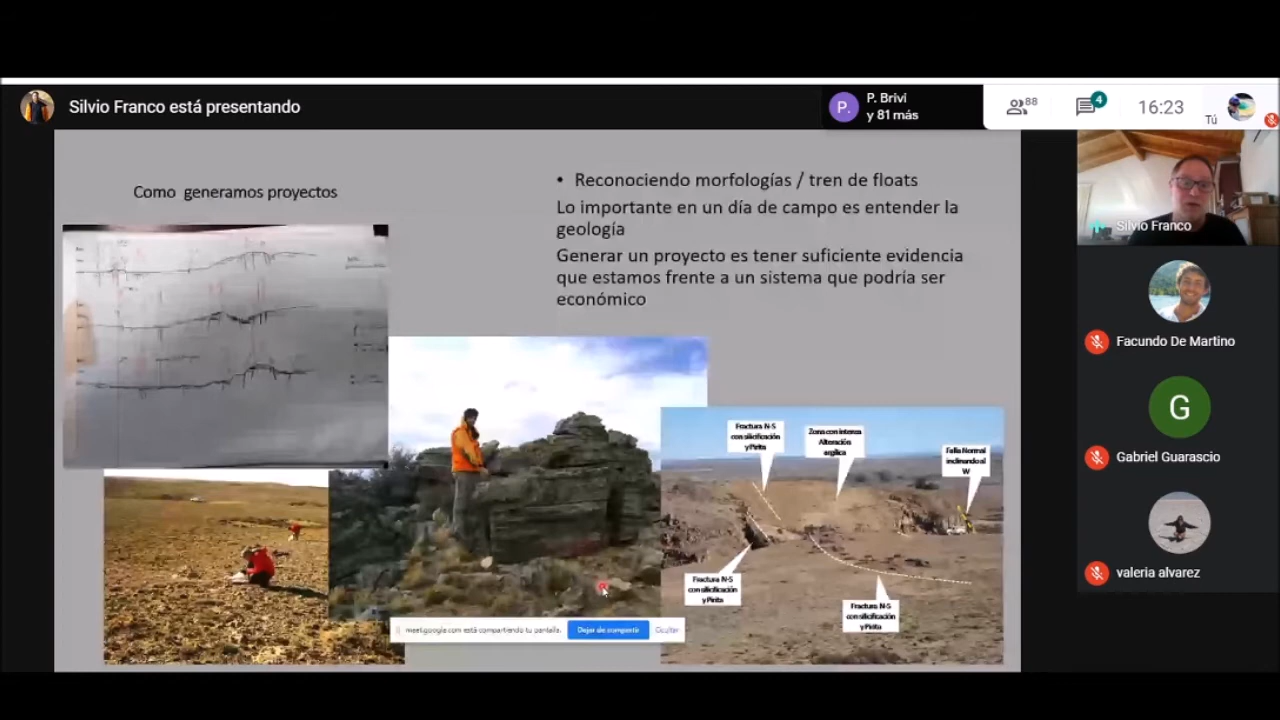 Silvio Franco está presentando
P.
P. Brivi
y 81 más
88
4
16:23
Tú
Como generamos proyectos
• Reconociendo morfologías / tren de floats
Lo importante en un día de campo es entender la
geología
Generar un proyecto es tener suficiente evidencia
que estamos frente a un sistema que podría ser
económico
Fractura N-S
con silicificación
y Pirita
Zona con intensa
Alteración
argilica
Falla Normal
inclinando al
W
Fractura N-S
con silicificación
y Pirita
Fractura N-S
con silicificación
y Pirita
meet.google.com está compartiendo tu pantalla.
Dejar de compartir
Ocultar
Silvio Franco
Facundo De Martino
G
Gabriel Guarascio
valeria alvarez